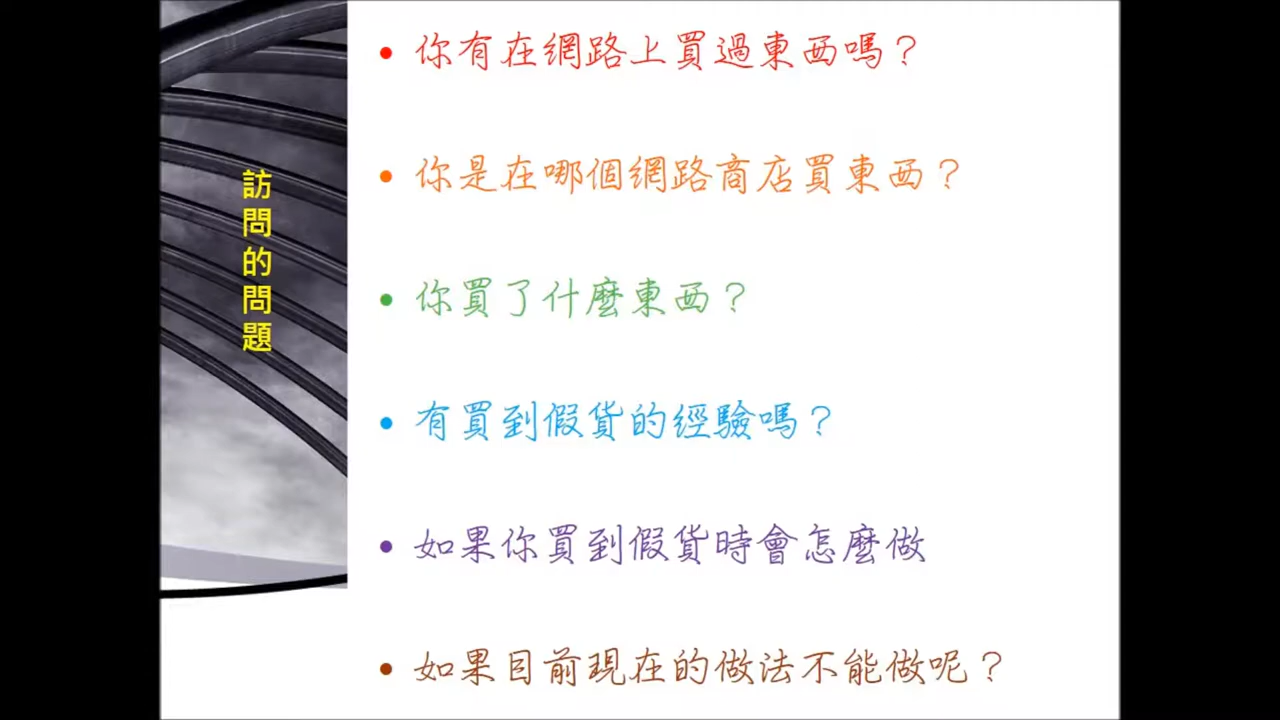 訪問的問題
你有在網路上買過東西嗎？
你是在哪個網路商店買東西？
你買了什麼東西？
有買到假貨的經驗嗎？
如果你買到假貨時會怎麼做
如果目前現在的做法不能做呢？